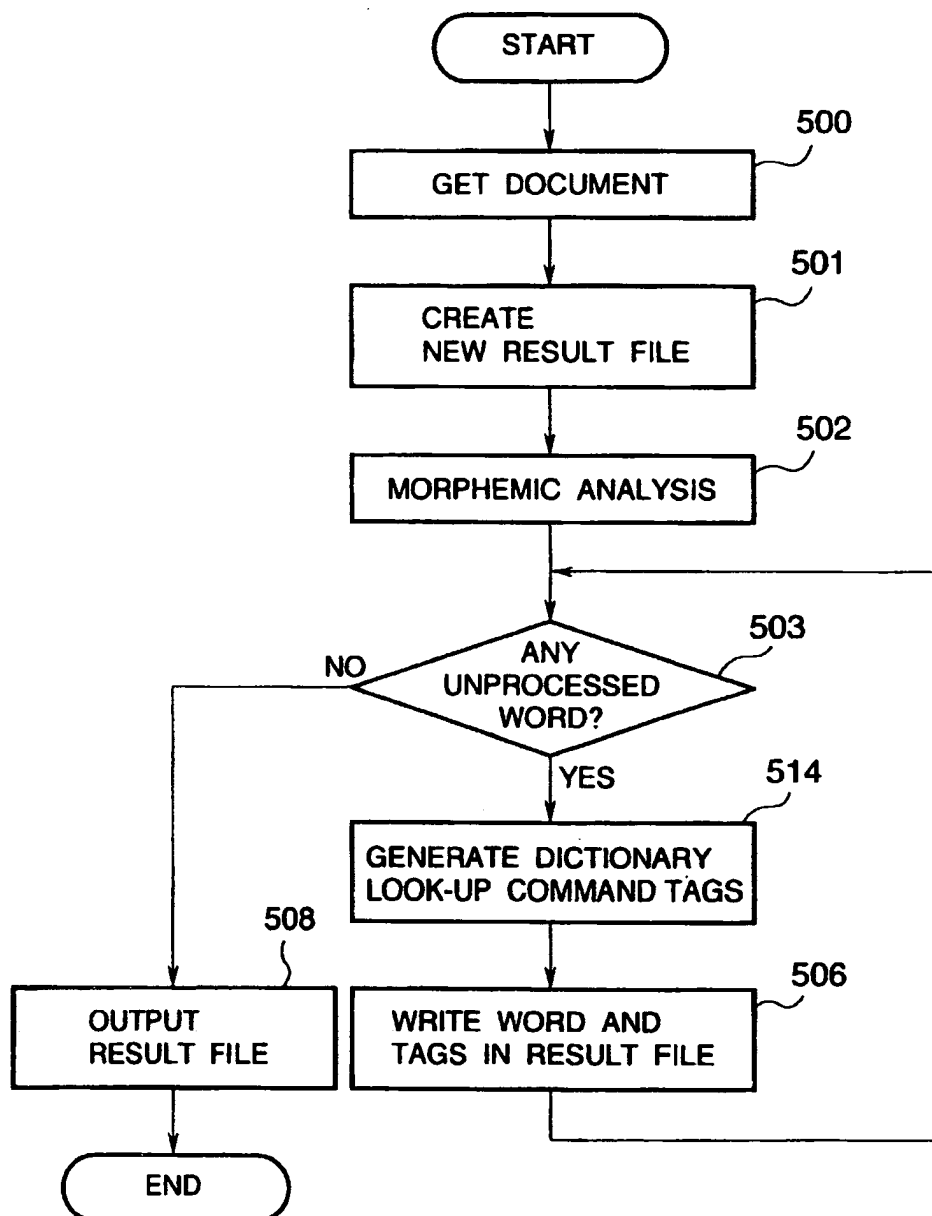 START
500
GET DOCUMENT
501
CREATE
NEW RESULT FILE
502
MORPHEMIC ANALYSIS
503
NO
ANY
UNPROCESSED
WORD?
YES
514
GENERATE DICTIONARY
LOOK-UP COMMAND TAGS
508
OUTPUT
RESULT FILE
506
WRITE WORD AND
TAGS IN RESULT FILE
END